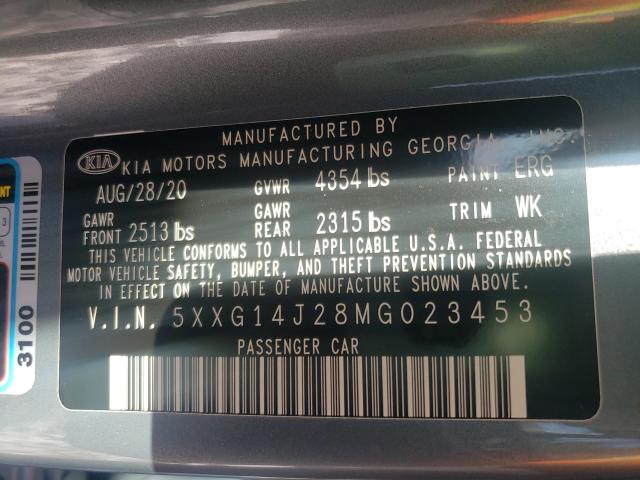 MANUFACTURED BY
KIA KIA MOTORS MANUFACTURING GEORGIA, INC.
AUG/28/20 GVWR 4354 lbs PAINT ERG
GAWR FRONT 2513 lbs GAWR REAR 2315 lbs TRIM WK
THIS VEHICLE CONFORMS TO ALL APPLICABLE U.S.A. FEDERAL
MOTOR VEHICLE SAFETY, BUMPER, AND THEFT PREVENTION STANDARDS
IN EFFECT ON THE DATE OF MANUFACTURE SHOWN ABOVE.
V.I.N. 5XXG14J28MG023453
PASSENGER CAR
3100